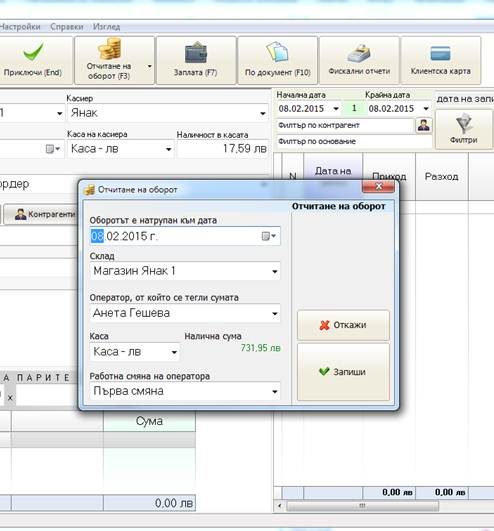 Настройки Справки Изглед
Приключи (End)
Отчитане на
оборот (F3)
Заплата (F7)
По документ (F10)
Фискални отчети
Клиентска карта
Касиер
1 Янак
Каса на касиера
Наличност в касата
Каса - лв
17,59 лв
ордер
Контрагенти
Начална дата
Крайна дата
дата на запи
08.02.2015 1 08.02.2015
Филтър по контрагент
Филтър по основание
Филтри
N
Дата на
Приход
Разход
Отчитане на оборот
Отчитане на оборот
Оборотът е натрупан към дата
08.02.2015 г.
Склад
Магазин Янак 1
Оператор, от който се тегли сумата
Анета Гешева
Каса
Налична сума
Каса - лв
731,95 лв
Работна смяна на оператора
Първа смяна
Откажи
Запиши
А ПАРИТЕ
x
Сума
0,00 лв
0,00 лв 0,00 лв